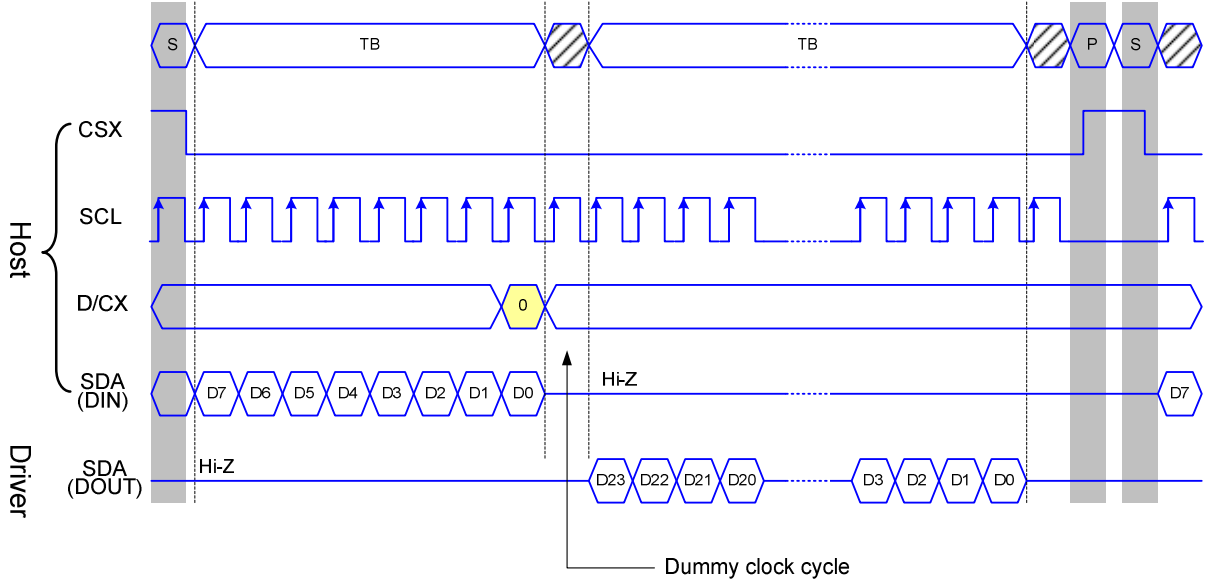 S TB TB P S
CSX
SCL
D/CX 0
Host
SDA
(DIN) D7 D6 D5 D4 D3 D2 D1 D0 Hi-Z D7
Driver
SDA
(DOUT) Hi-Z D23 D22 D21 D20 D3 D2 D1 D0
Dummy clock cycle